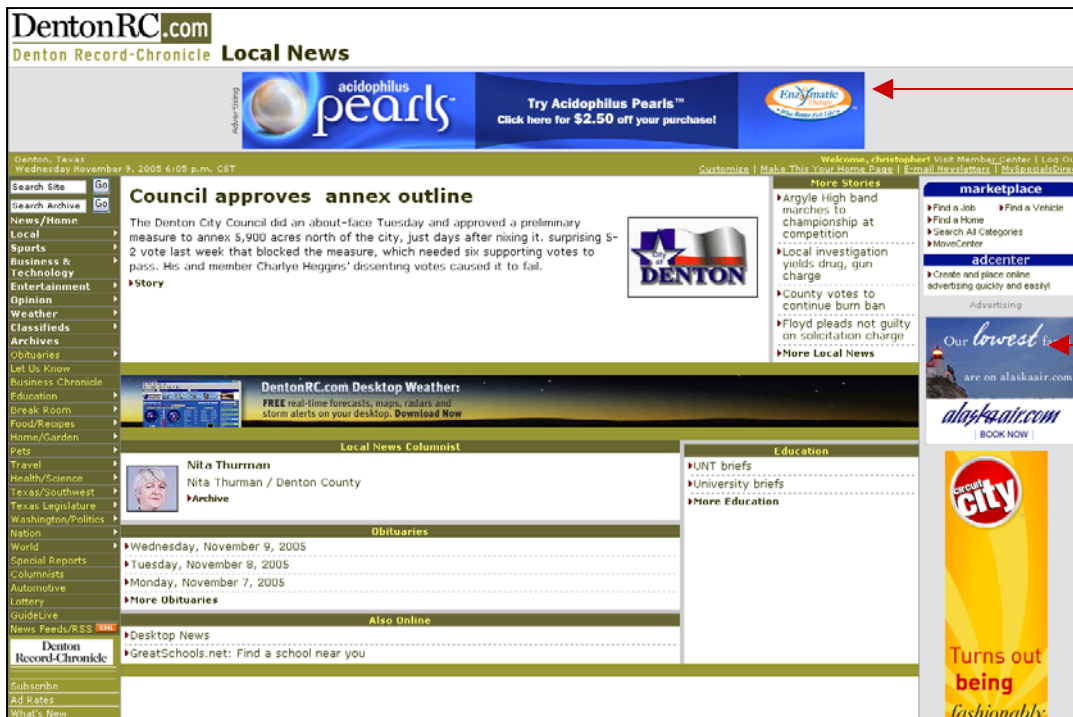 DentonRC.com
Denton Record-Chronicle Local News
Advertising
acidophilus
pearls
Try Acidophilus Pearls™
Click here for $2.50 off your purchase!
Enzymatic
Therapy
Denton, Texas
Wednesday November 9, 2005 6:05 p.m. CST
Welcome, christopher! Visit Member Center | Log Ou
Customize | Make This Your Home Page | E-mail Newsletters | MySpecialsDire
Search Site Go
Search Archive Go
News/Home
Local
Sports
Business &
Technology
Entertainment
Opinion
Weather
Classifieds
Archives
Obituaries
Let Us Know
Business Chronicle
Education
Break Room
Food/Recipes
Home/Garden
Pets
Travel
Health/Science
Texas/Southwest
Texas Legislature
Washington/Politics
Nation
World
Special Reports
Columnists
Automotive
Lottery
GuideLive
News Feeds/RSS XML
Denton
Record-Chronicle
Subscribe
Ad Rates
What's New
Council approves annex outline
The Denton City Council did an about-face Tuesday and approved a preliminary
measure to annex 5,900 acres north of the city, just days after nixing it. surprising 5-
2 vote last week that blocked the measure, which needed six supporting votes to
pass. His and member Charlye Heggins' dissenting votes caused it to fail.
Story
City
of
DENTON
More Stories
Argyle High band
marches to
championship at
competition
Local investigation
yields drug, gun
charge
County votes to
continue burn ban
Floyd pleads not guilty
on solicitation charge
More Local News
DentonRC.com Desktop Weather:
FREE real-time forecasts, maps, radars and
storm alerts on your desktop. Download Now
Local News Columnist
Nita Thurman
Nita Thurman / Denton County
Archive
Obituaries
Wednesday, November 9, 2005
Tuesday, November 8, 2005
Monday, November 7, 2005
More Obituaries
Also Online
Desktop News
GreatSchools.net: Find a school near you
Education
UNT briefs
University briefs
More Education
marketplace
Find a Job Find a Vehicle
Find a Home
Search All Categories
MoveCenter
adcenter
Create and place online
advertising quickly and easily!
Advertising
Our lowest fa
are on alaskaair.com
alaskaair.com
BOOK NOW
circuit
city
Turns out
being
fashionably